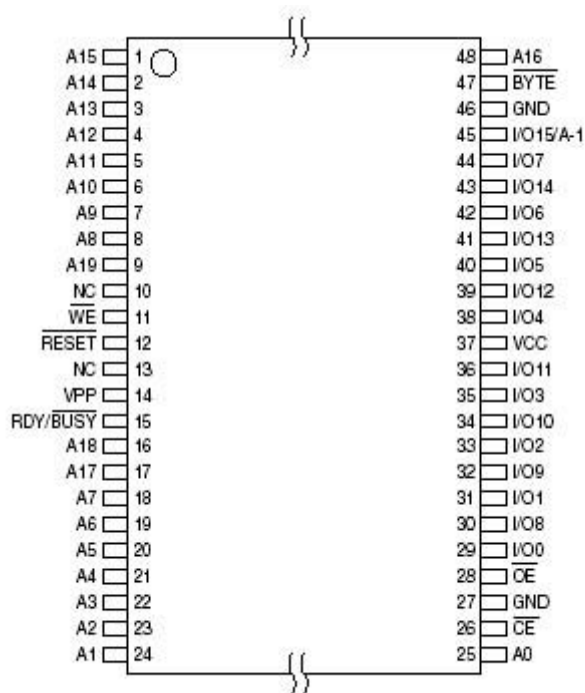 A15 1 48 A16
A14 2 47 BYTE
A13 3 46 GND
A12 4 45 I/O15/A-1
A11 5 44 I/O7
A10 6 43 I/O14
A9 7 42 I/O6
A8 8 41 I/O13
A19 9 40 I/O5
NC 10 39 I/O12
WE 11 38 I/O4
RESET 12 37 VCC
NC 13 36 I/O11
VPP 14 35 I/O3
RDY/BUSY 15 34 I/O10
A18 16 33 I/O2
A17 17 32 I/O9
A7 18 31 I/O1
A6 19 30 I/O8
A5 20 29 I/O0
A4 21 28 OE
A3 22 27 GND
A2 23 26 CE
A1 24 25 A0